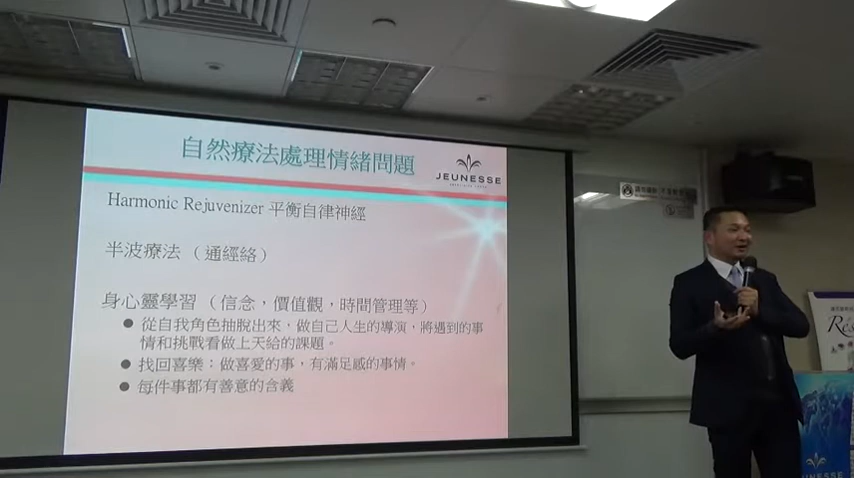 自然療法處理情緒問題
JEUNESSE
Harmonic Rejuvenizer 平衡自律神經
半波療法（通經絡）
身心靈學習（信念，價值觀，時間管理等）
從自我角色抽脫出來，做自己人生的導演，將遇到的事
情和挑戰看做上天給的課題。
找回喜樂：做喜愛的事，有滿足感的事情。
每件事都有善意的含義
JEUNESSE